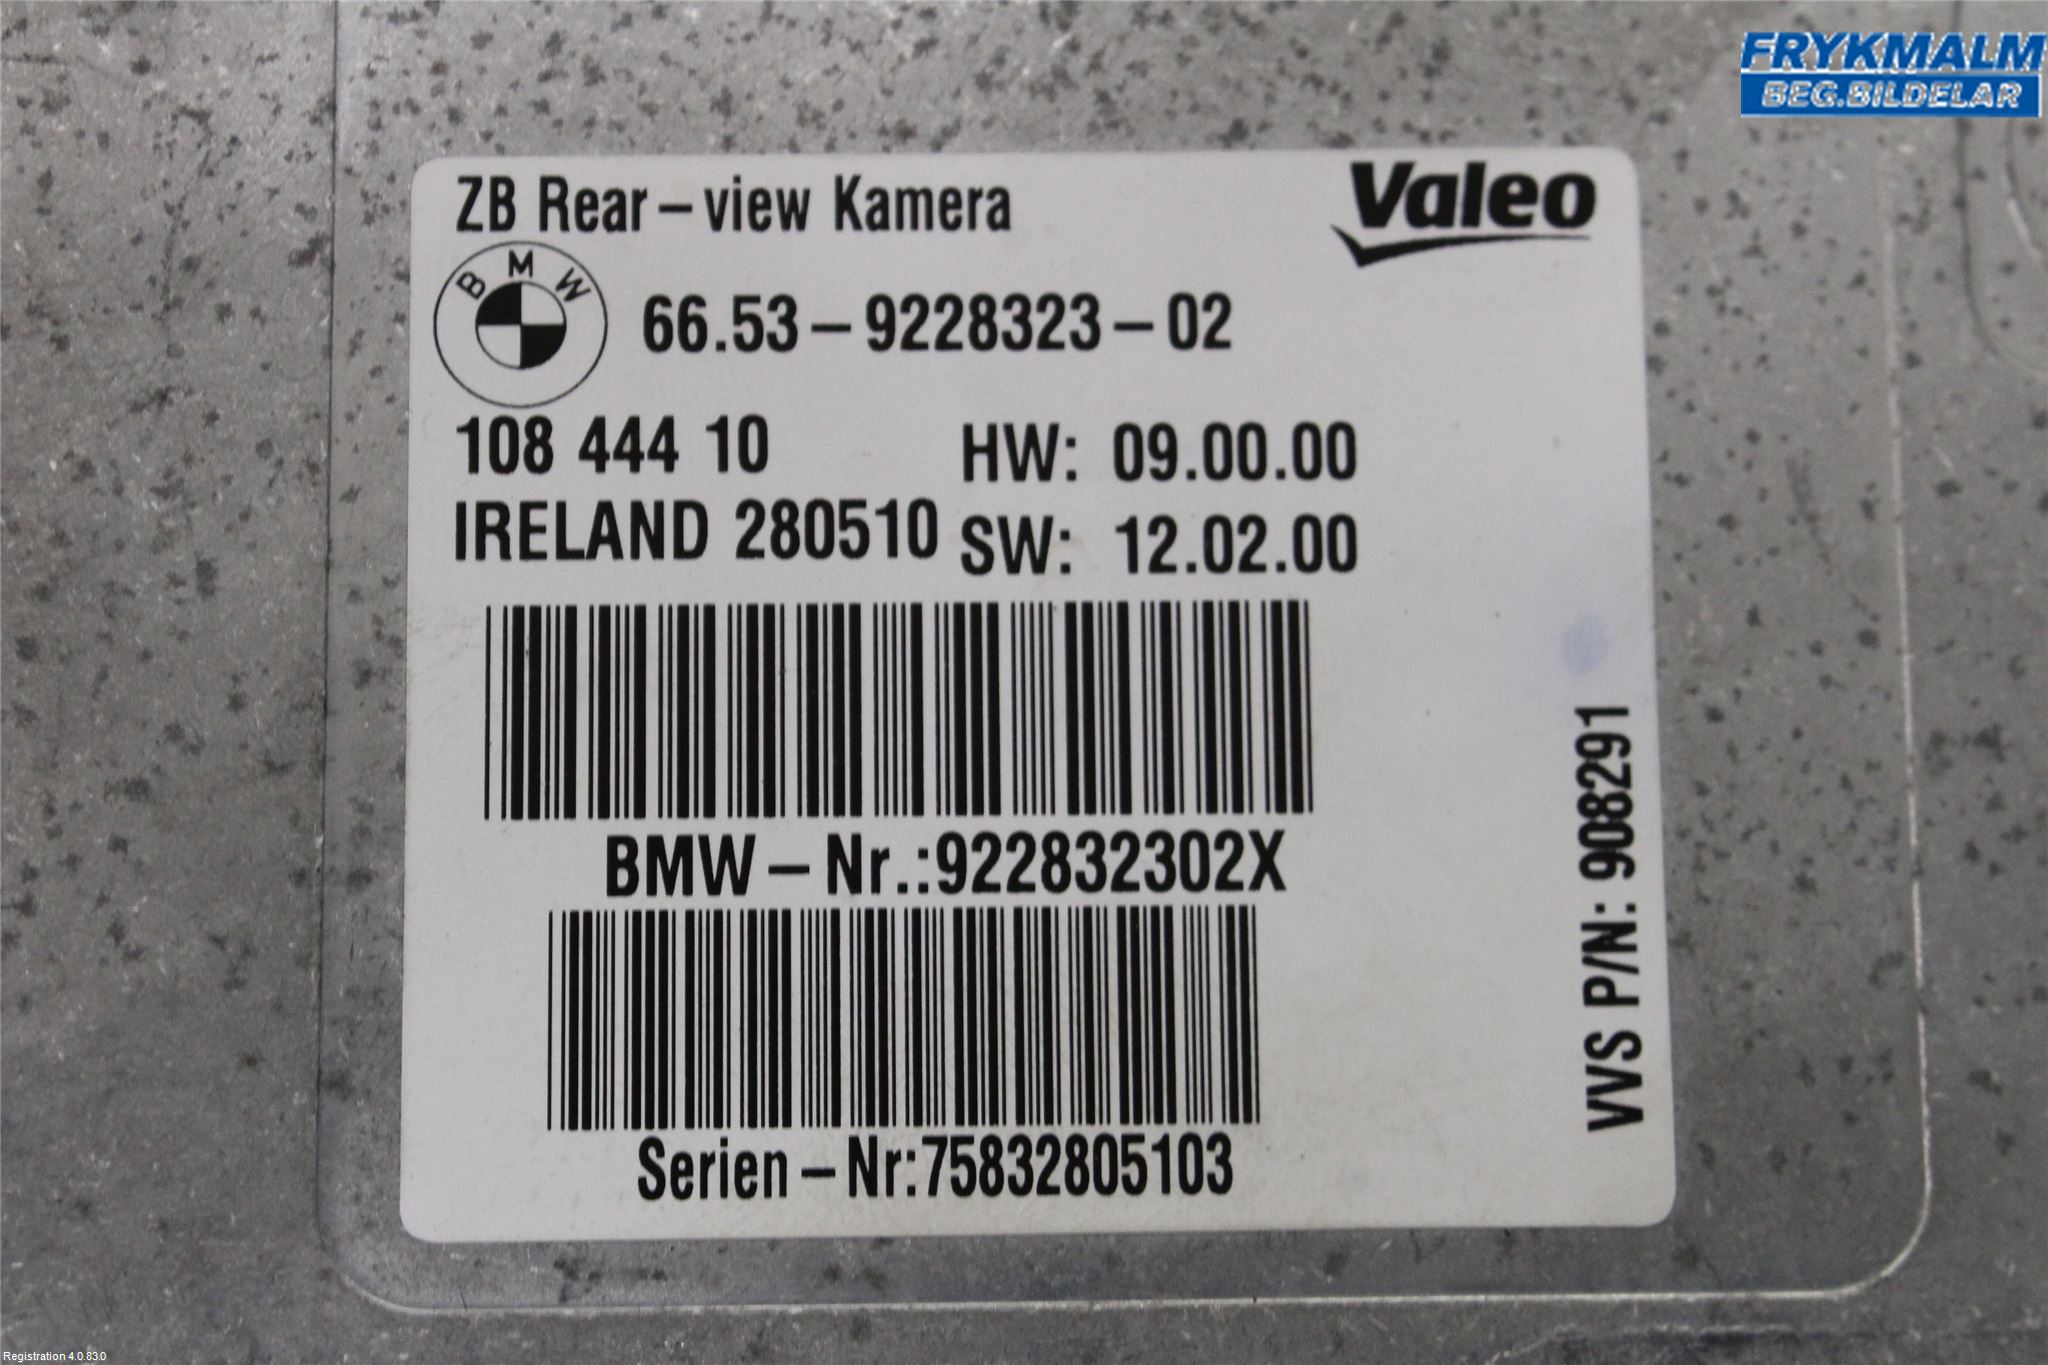 FRYKMALM
BEG.BILDELAR
ZB Rear-view Kamera
Valeo
BMW
66.53-9228323-02
108 444 10
HW: 09.00.00
IRELAND 280510
SW: 12.02.00
BMW-Nr.:922832302X
Serien-Nr:75832805103
VVS P/N: 908291
Registration 4.0.83.0